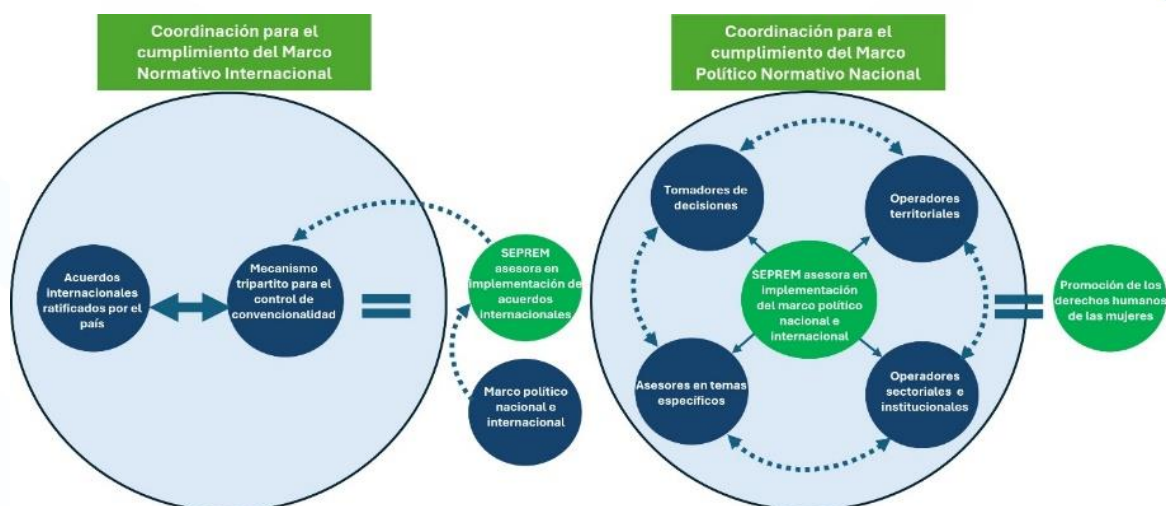 Coordinación para el
cumplimiento del Marco
Normativo Internacional
Acuerdos
internacionales
ratificados por el
país
Mecanismo
tripartito para el
control de
convencionalidad
SEPREM
asesora en
implementación de
acuerdos
internacionales
Marco político
nacional e
internacional
Coordinación para el
cumplimiento del Marco
Político Normativo Nacional
Tomadores de
decisiones
Operadores
territoriales
SEPREM asesora en
implementación
del marco político
nacional e
internacional
Asesores en temas
específicos
Operadores
sectoriales e
institucionales
Promoción de los
derechos humanos
de las mujeres